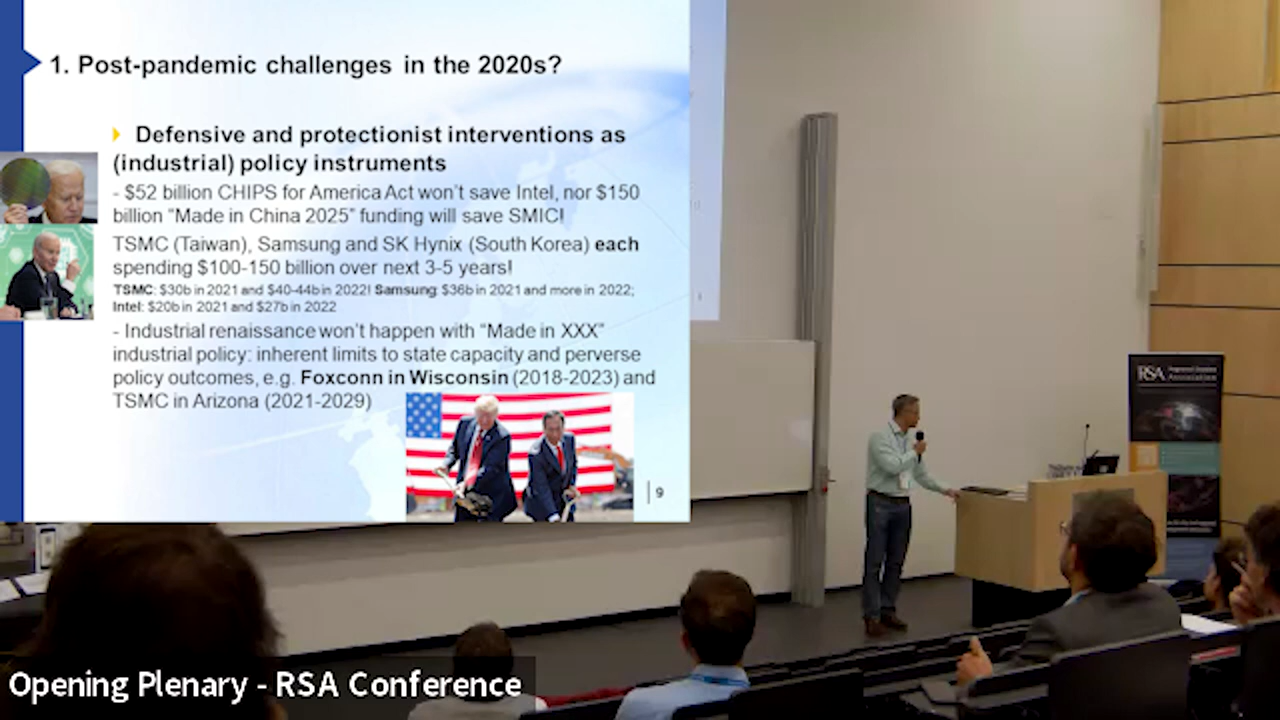 1. Post-pandemic challenges in the 2020s?
Defensive and protectionist interventions as
(industrial) policy instruments
- $52 billion CHIPS for America Act won't save Intel, nor $150
billion "Made in China 2025" funding will save SMIC!
TSMC (Taiwan), Samsung and SK Hynix (South Korea) each
spending $100-150 billion over next 3-5 years!
TSMC: $30b in 2021 and $40-44b in 2022! Samsung $36b in 2021 and more in 2022;
Intel: $20b in 2021 and $27b in 2022
- Industrial renaissance won't happen with "Made in XXX"
industrial policy: inherent limits to state capacity and perverse
policy outcomes, e.g. Foxconn in Wisconsin (2018-2023) and
TSMC in Arizona (2021-2029)
9
RSA
Association
Opening Plenary - RSA Conference